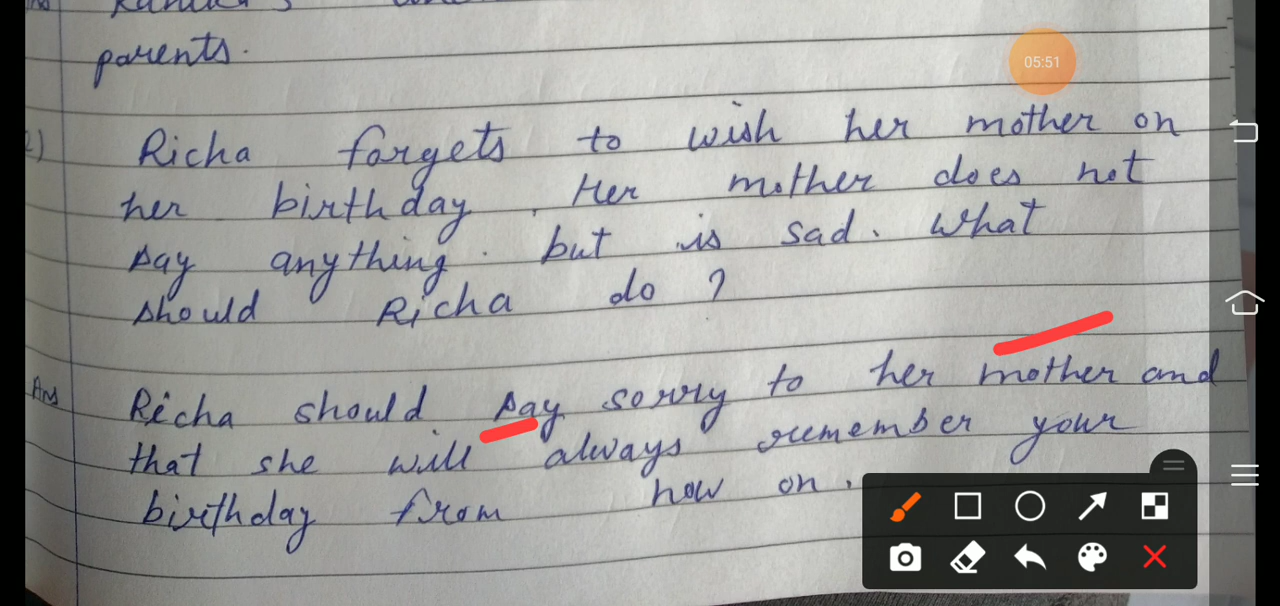 parents.
05:51
2) Richa forgets to wish her mother on
her birthday. Her mother does not
say anything. but is sad. What
should Richa do ?
Ans Richa should say sorry to her mother and
that she will always remember your
birthday from now on.